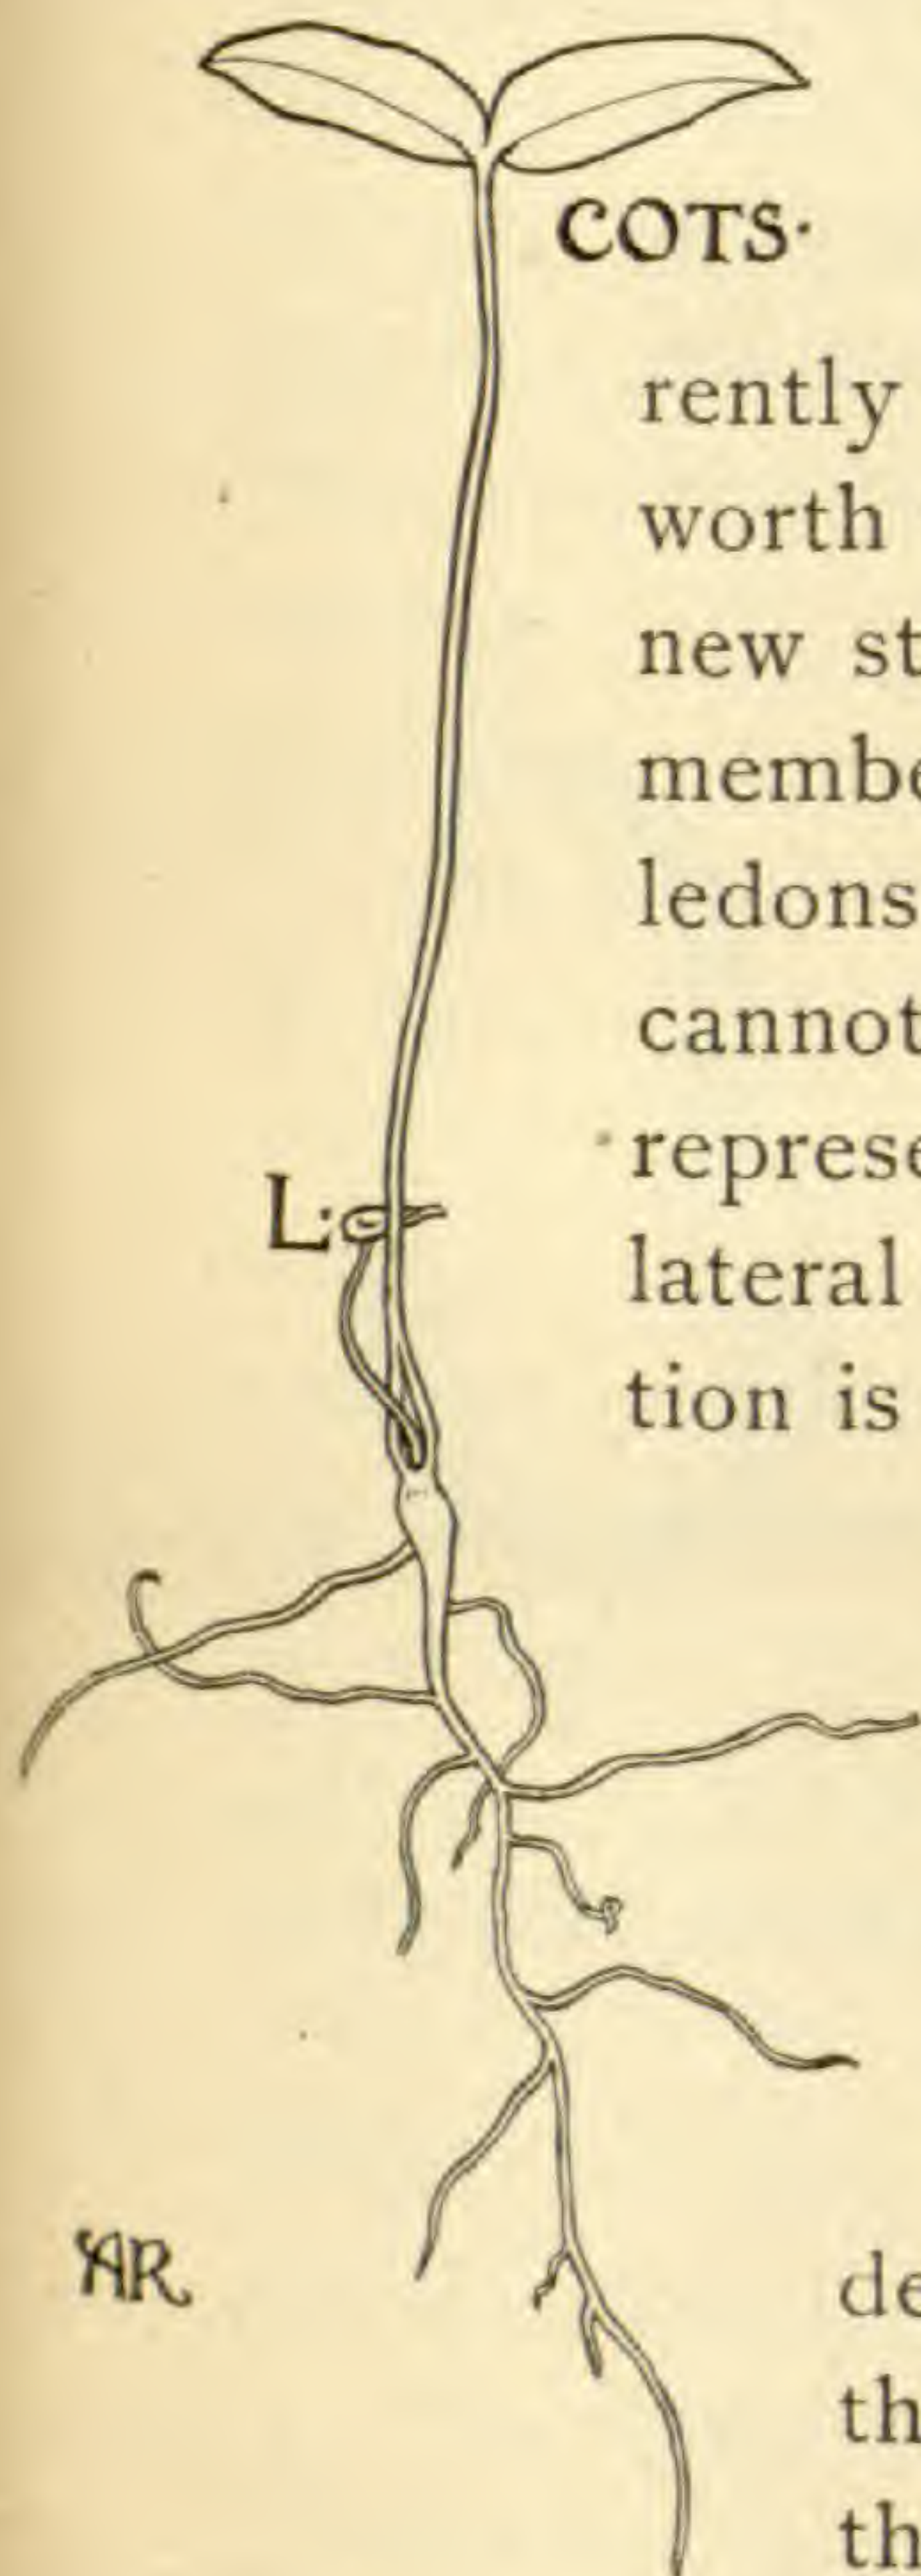 COTS.
rently
worth
new st
membe
ledons
cannot
represe
L.
lateral
tion is
AR
de
th
th